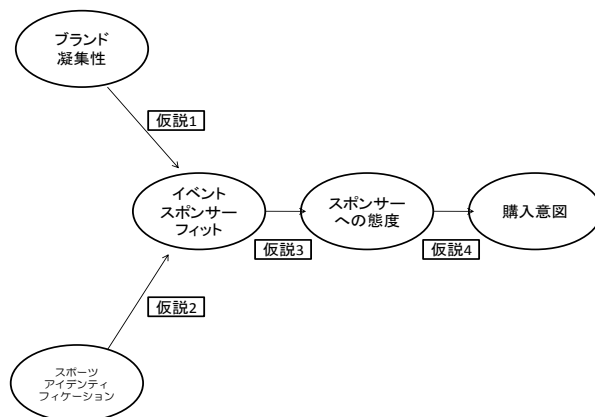 ブランド
凝集性
仮説1
イベント
スポンサー
フィット
スポンサー
への態度
購入意図
仮説3
仮説4
仮説2
スポーツ
アイデンティ
フィケーション